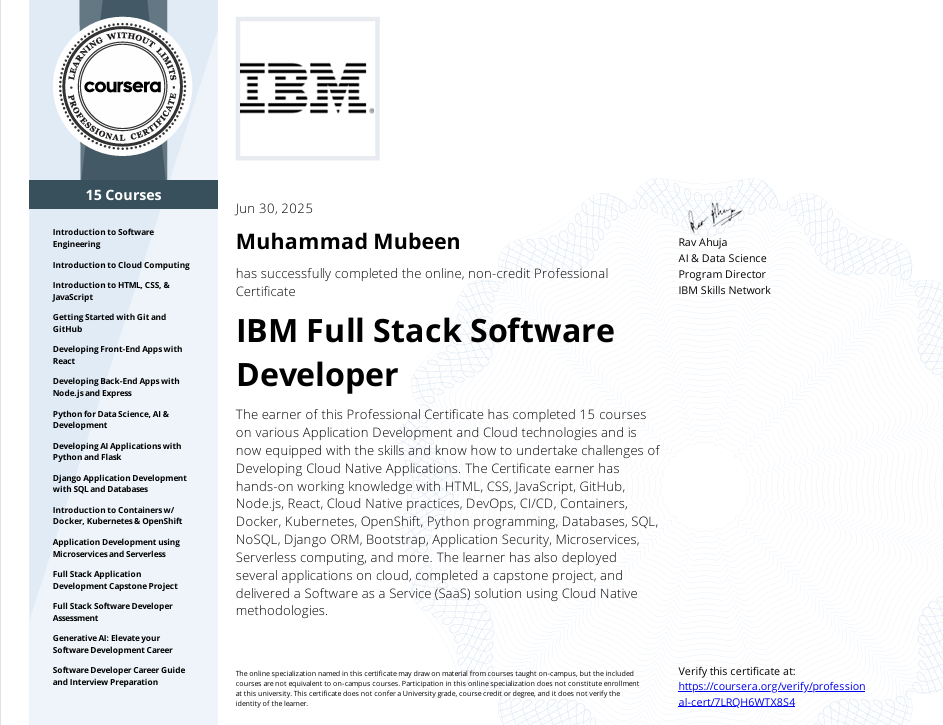 LEARNING WITHOUT LIMITS
coursera
PROFESSIONAL CERTIFICATE
IBM
15 Courses
Introduction to Software
Engineering
Introduction to Cloud Computing
Introduction to HTML, CSS, &
JavaScript
Getting Started with Git and
GitHub
Developing Front-End Apps with
React
Developing Back-End Apps with
Node.js and Express
Python for Data Science, AI &
Development
Developing AI Applications with
Python and Flask
Django Application Development
with SQL and Databases
Introduction to Containers w/
Docker, Kubernetes & OpenShift
Application Development using
Microservices and Serverless
Full Stack Application
Development Capstone Project
Full Stack Software Developer
Assessment
Generative AI: Elevate your
Software Development Career
Software Developer Career Guide
and Interview Preparation
Jun 30, 2025
Muhammad Mubeen
has successfully completed the online, non-credit Professional
Certificate
IBM Full Stack Software
Developer
The earner of this Professional Certificate has completed 15 courses
on various Application Development and Cloud technologies and is
now equipped with the skills and know how to undertake challenges of
Developing Cloud Native Applications. The Certificate earner has
hands-on working knowledge with HTML, CSS, JavaScript, GitHub,
Node.js, React, Cloud Native practices, DevOps, CI/CD, Containers,
Docker, Kubernetes, OpenShift, Python programming, Databases, SQL,
NoSQL, Django ORM, Bootstrap, Application Security, Microservices,
Serverless computing, and more. The learner has also deployed
several applications on cloud, completed a capstone project, and
delivered a Software as a Service (SaaS) solution using Cloud Native
methodologies.
Rav Ahuja
Rav Ahuja
AI & Data Science
Program Director
IBM Skills Network
The online specialization named in this certificate may draw on material from courses taught on-campus, but the included
courses are not equivalent to on-campus courses. Participation in this online specialization does not constitute enrollment
at this university. This certificate does not confer a University grade, course credit or degree, and it does not verify the
identity of the learner.
Verify this certificate at:
https://coursera.org/verify/profession
al-cert/7LRQH6WTX8S4